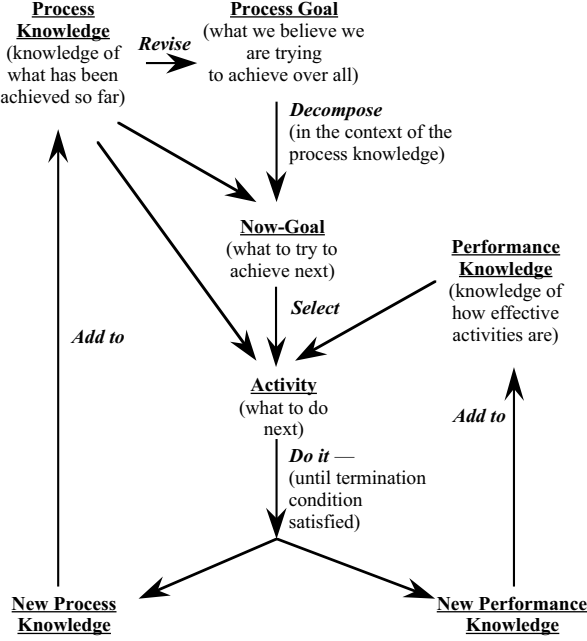 Process
Knowledge
(knowledge of
what has been
achieved so far)
Revise
Process Goal
(what we believe we
are trying
to achieve over all)
Decompose
(in the context of the
process knowledge)
Now-Goal
(what to try to
achieve next)
Performance
Knowledge
(knowledge of
how effective
activities are)
Select
Add to
Activity
(what to do
next)
Add to
Do it —
(until termination
condition
satisfied)
New Process
Knowledge
New Performance
Knowledge